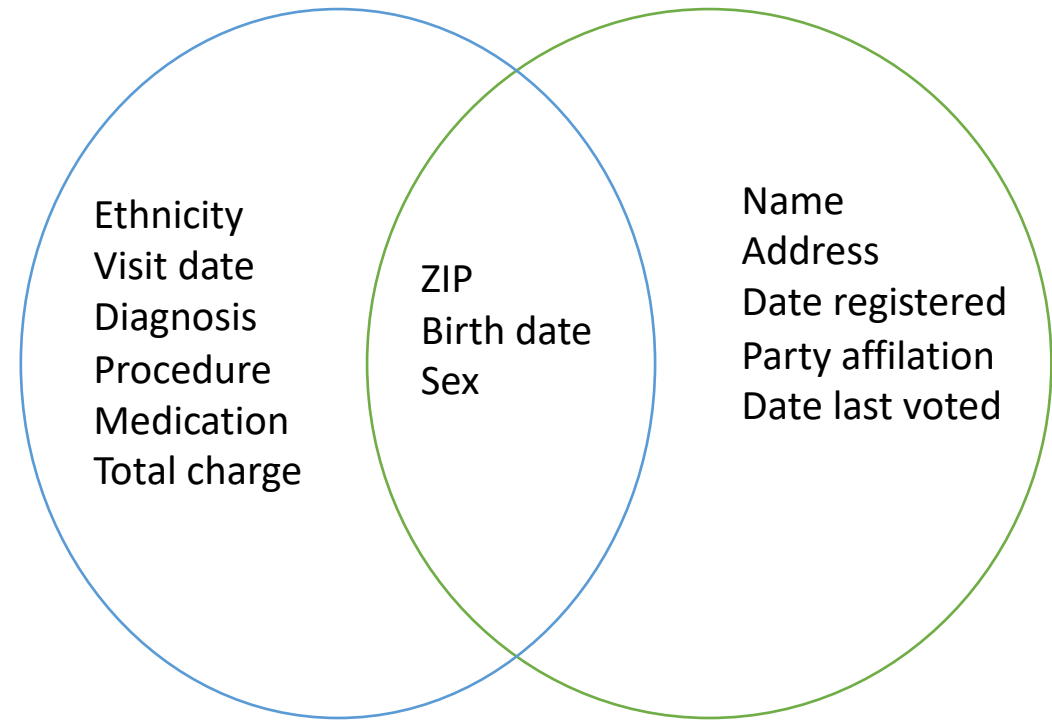 Ethnicity
Visit date
Diagnosis
Procedure
Medication
Total charge
ZIP
Birth date
Sex
Name
Address
Date registered
Party affilation
Date last voted